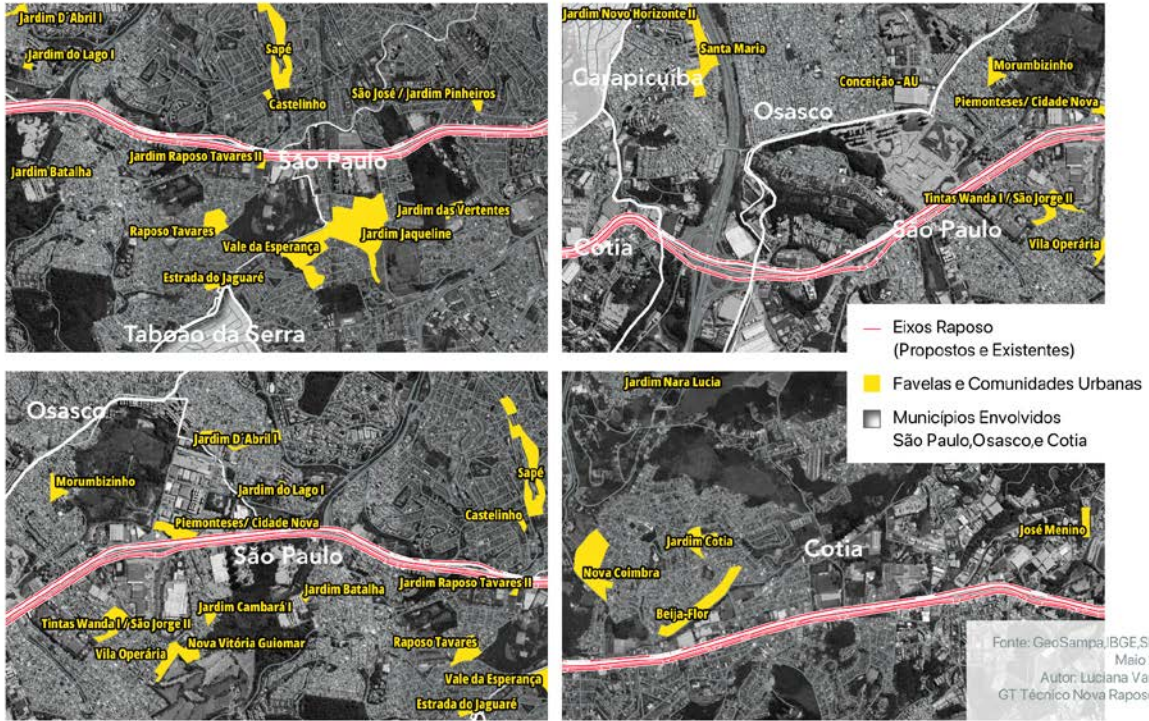 Jardim D´Abril I
Jardim do Lago I
Sapé
Castelinho
São José / Jardim Pinheiros
Jardim Raposo Tavares II
São Paulo
Jardim Batalha
Raposo Tavares
Jardim das Vertentes
Vale da Esperança
Jardim Jaqueline
Estrada do Jaguaré
Taboão da Serra
Jardim Novo Horizonte II
Santa Maria
Carapicuíba
Conceição - AU
Morumbizinho
Osasco
Piemonteses/ Cidade Nova
Tintas Wanda I / São Jorge II
São Paulo
Cotia
Vila Operária
Eixos Raposo
(Propostos e Existentes)
Favelas e Comunidades Urbanas
Municípios Envolvidos
São Paulo,Osasco,e Cotia
Osasco
Jardim D´Abril I
Morumbizinho
Jardim do Lago I
Sapé
Castelinho
Piemonteses/ Cidade Nova
São Paulo
Jardim Batalha
Jardim Raposo Tavares II
Jardim Cambará I
Tintas Wanda I / São Jorge II
Nova Vitória Guiomar
Raposo Tavares
Vila Operária
Vale da Esperança
Estrada do Jaguaré
Jardim Nara Lucia
José Menino
Jardim Cotia
Cotia
Nova Coimbra
Beija-Flor
Fonte: GeoSampa,IBGE,
Maio
Autor: Luciana
GT Técnico Nova